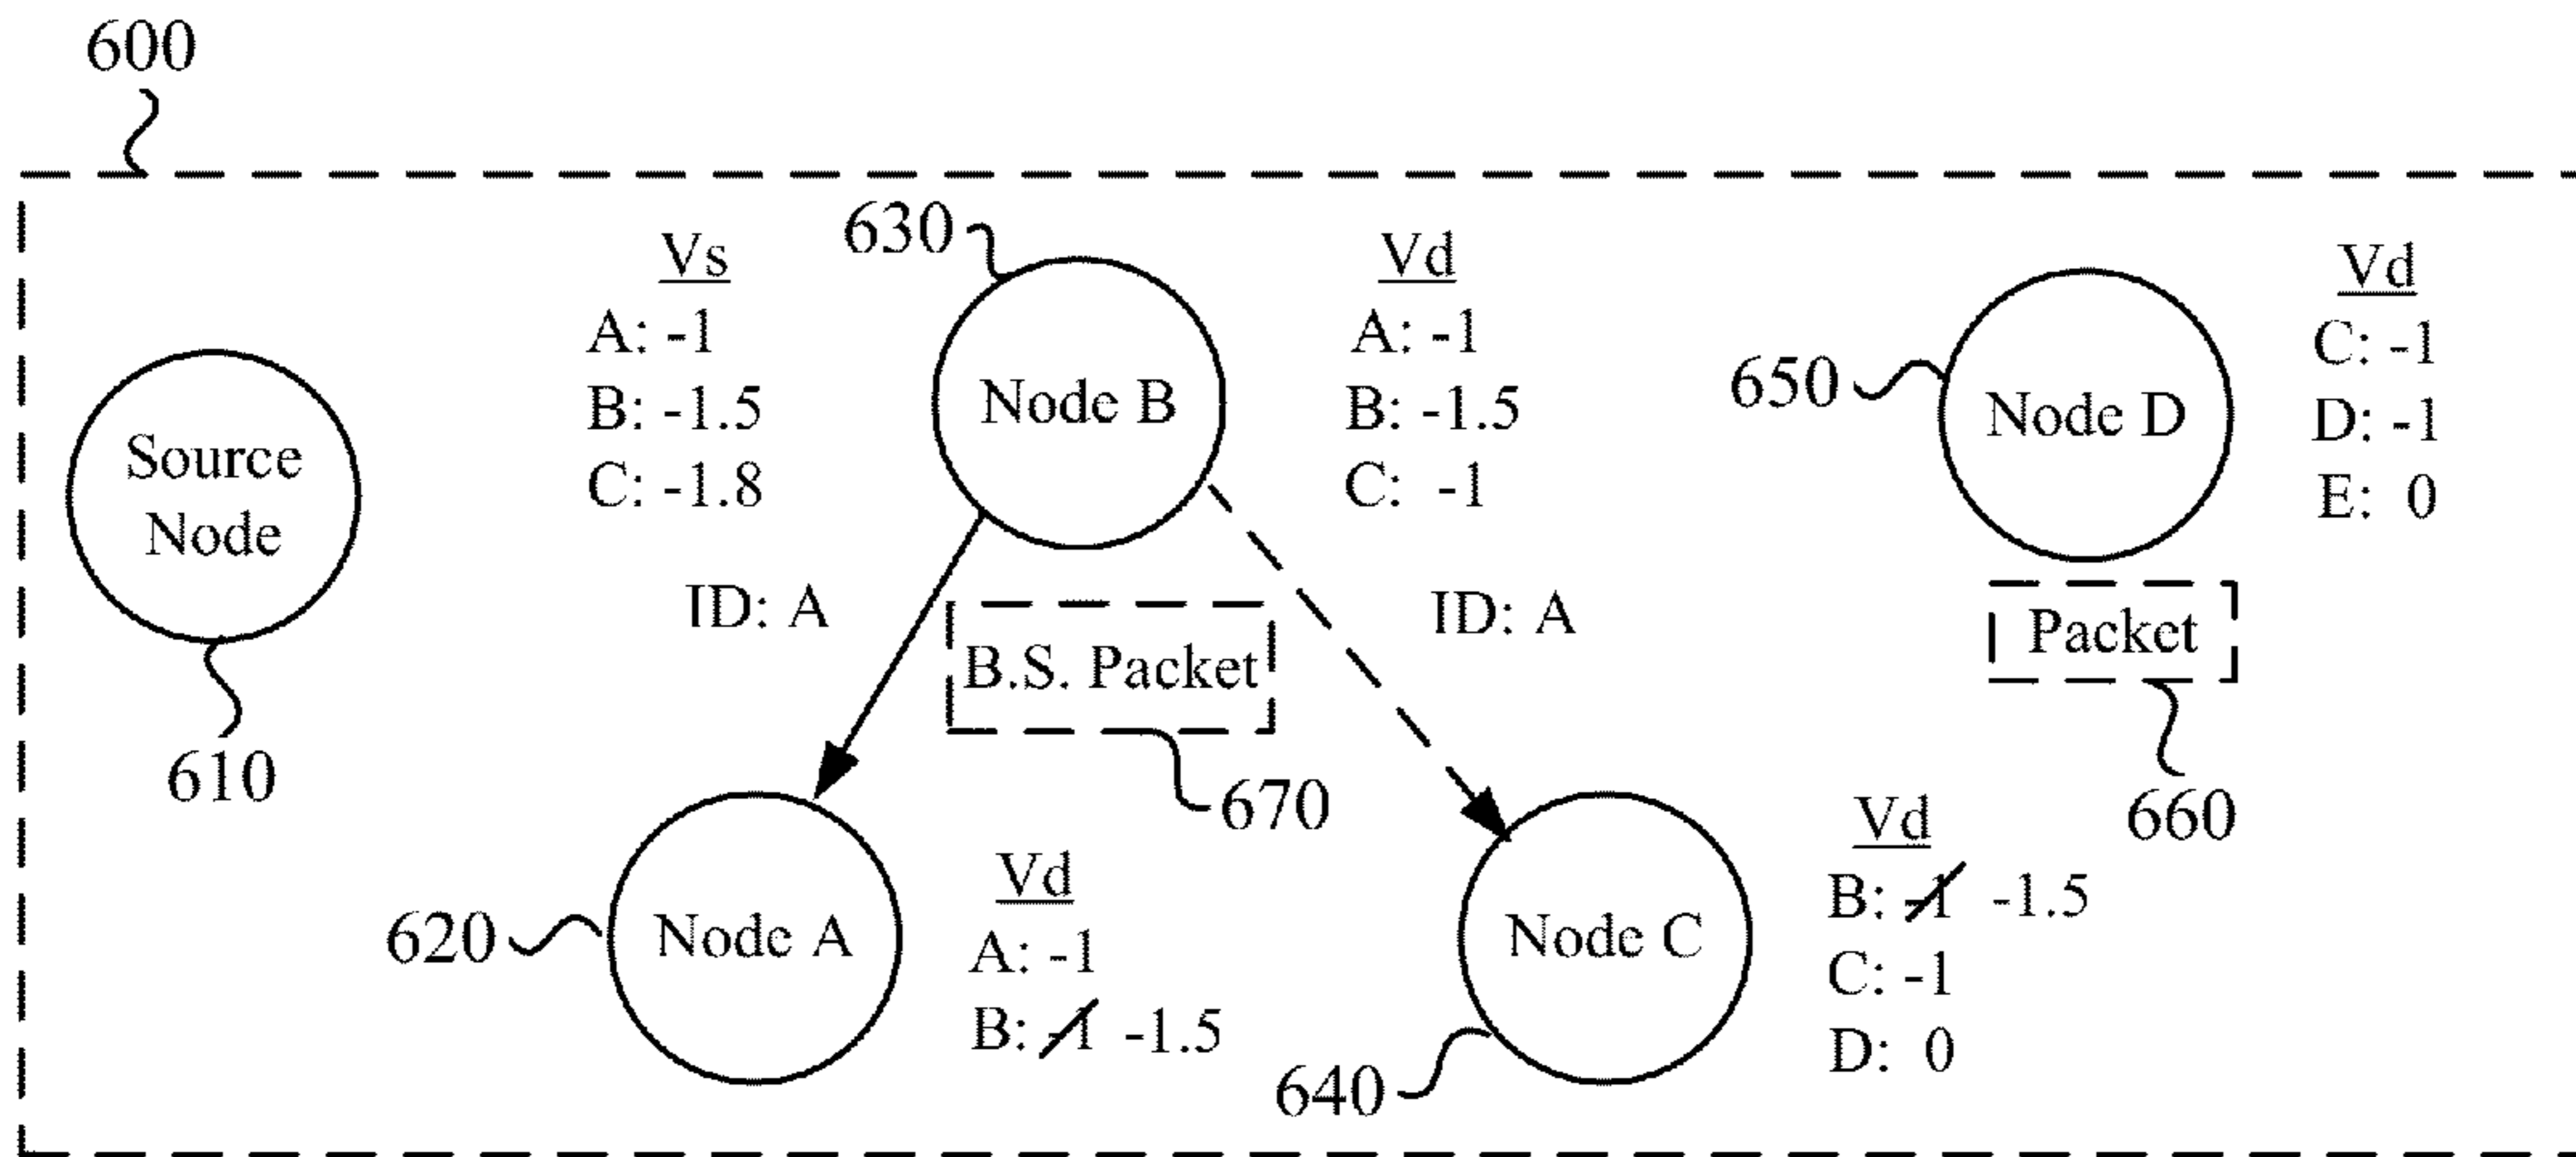 600
Vs
A: -1
B: -1.5
C: -1.8
630
Node B
Vd
A: -1
B: -1.5
C: -1
650
Node D
Vd
C: -1
D: -1
E: 0
Source
Node
610
ID: A
B.S. Packet
670
ID: A
Packet
660
620
Node A
Vd
A: -1
B: -1 -1.5
640
Node C
Vd
B: -1 -1.5
C: -1
D: 0